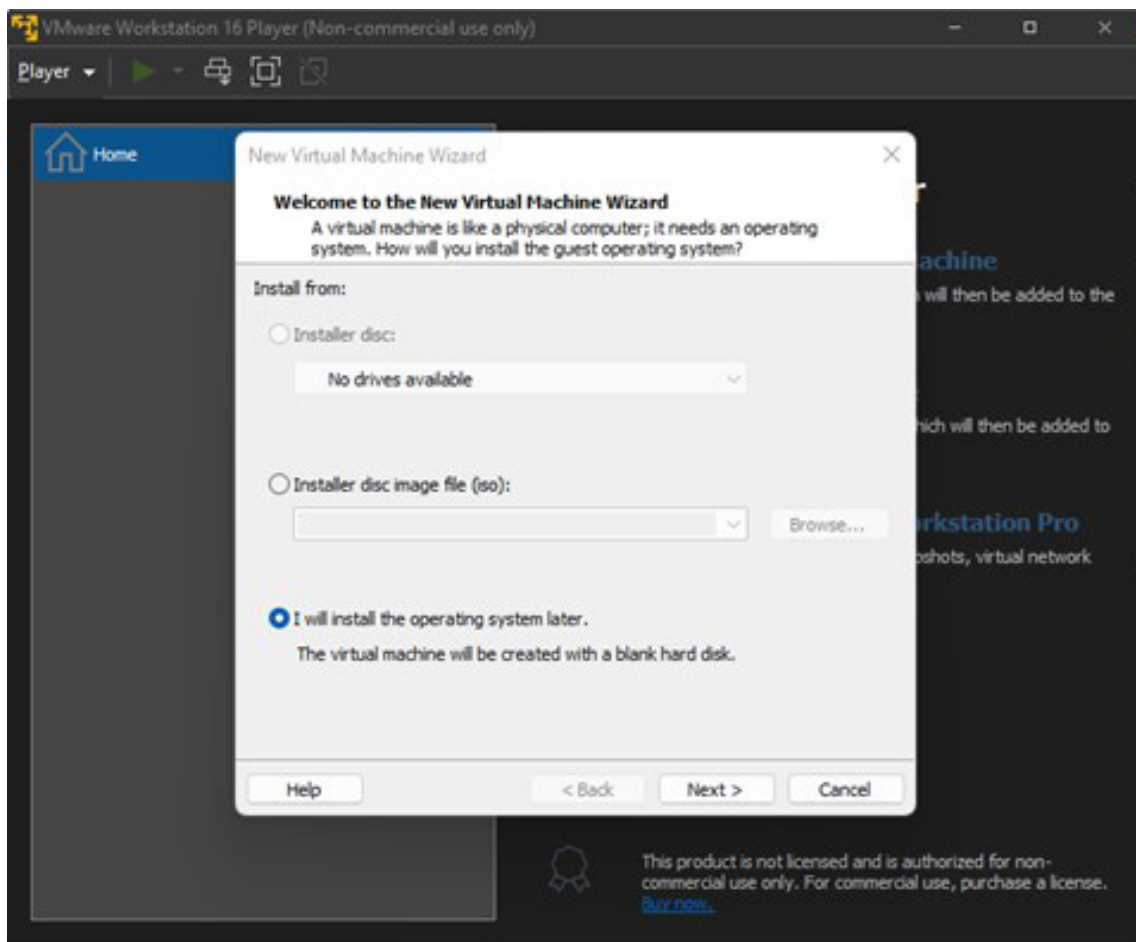 VMware Workstation 16 Player (Non-commercial use only)
Player
Home
New Virtual Machine Wizard
Welcome to the New Virtual Machine Wizard
A virtual machine is like a physical computer; it needs an operating
system. How will you install the guest operating system?
Install from:
Installer disc:
No drives available
Installer disc image file (iso):
Browse...
I will install the operating system later.
The virtual machine will be created with a blank hard disk.
Help
< Back
Next >
Cancel
achine
will then be added to the
hich will then be added to
rkstation Pro
pshots, virtual network
This product is not licensed and is authorized for non-
commercial use only. For commercial use, purchase a license.
Buy now.